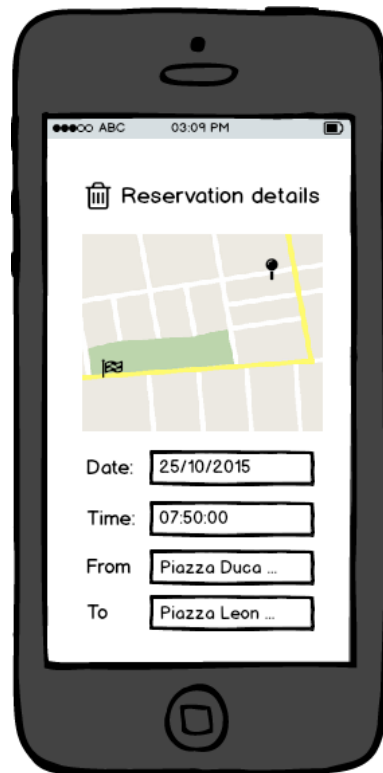 ABC 03:09 PM
Reservation details
Date: 25/10/2015
Time: 07:50:00
From Piazza Duca ...
To Piazza Leon ...